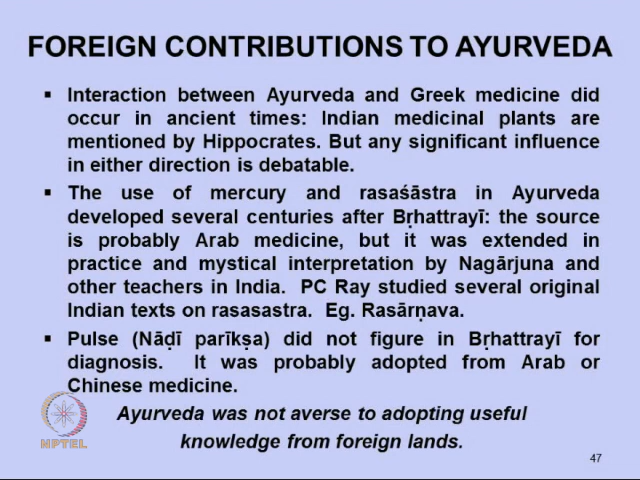 FOREIGN CONTRIBUTIONS TO AYURVEDA
▪ Interaction between Ayurveda and Greek medicine did
occur in ancient times: Indian medicinal plants are
mentioned by Hippocrates. But any significant influence
in either direction is debatable.
▪ The use of mercury and rasaśāstra in Ayurveda
developed several centuries after Bṛhattrayī: the source
is probably Arab medicine, but it was extended in
practice and mystical interpretation by Nagārjuna and
other teachers in India. PC Ray studied several original
Indian texts on rasasastra. Eg. Rasārṇava.
▪ Pulse (Nāḍī parīkṣa) did not figure in Bṛhattrayī for
diagnosis. It was probably adopted from Arab or
Chinese medicine.
Ayurveda was not averse to adopting useful
knowledge from foreign lands.
NPTEL
47